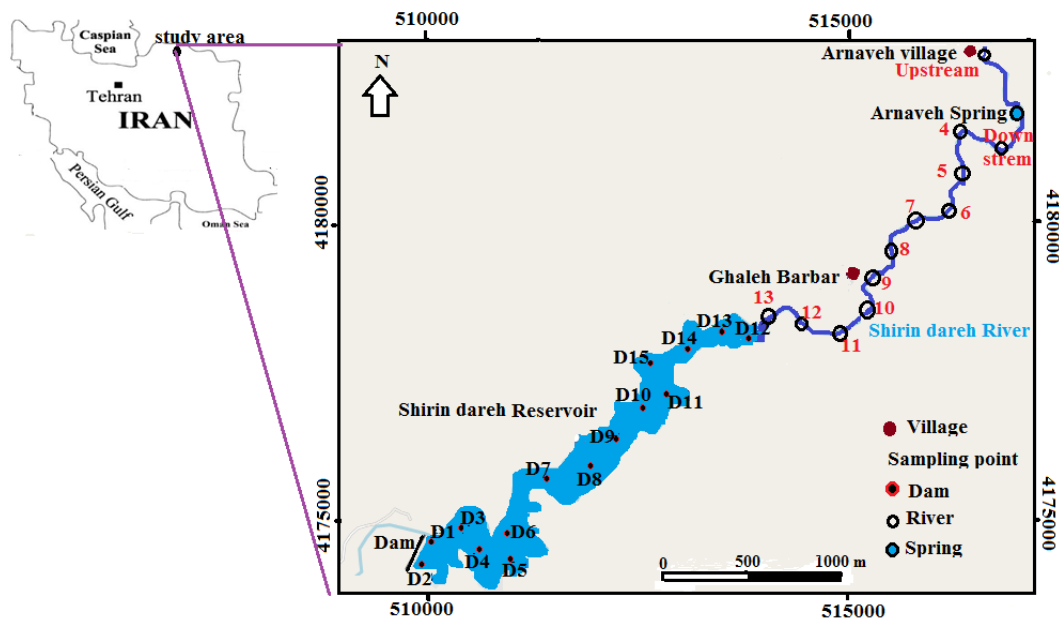 Caspian
Sea
study area
Tehran
IRAN
Persian Gulf
Oman Sea
510000
515000
4180000
4175000
N
Arnaveh village
Upstream
Arnaveh Spring
Down
strem
4
5
6
7
8
Ghaleh Barbar
9
10
Shirin dareh River
11
12
13
D12
D13
D14
D15
D10
D11
Shirin dareh Reservoir
D9
D8
D7
D3
D1
D6
Dam
D4
D5
D2
Village
Sampling point
Dam
River
Spring
0
500
1000 m
4180000
4175000
510000
515000